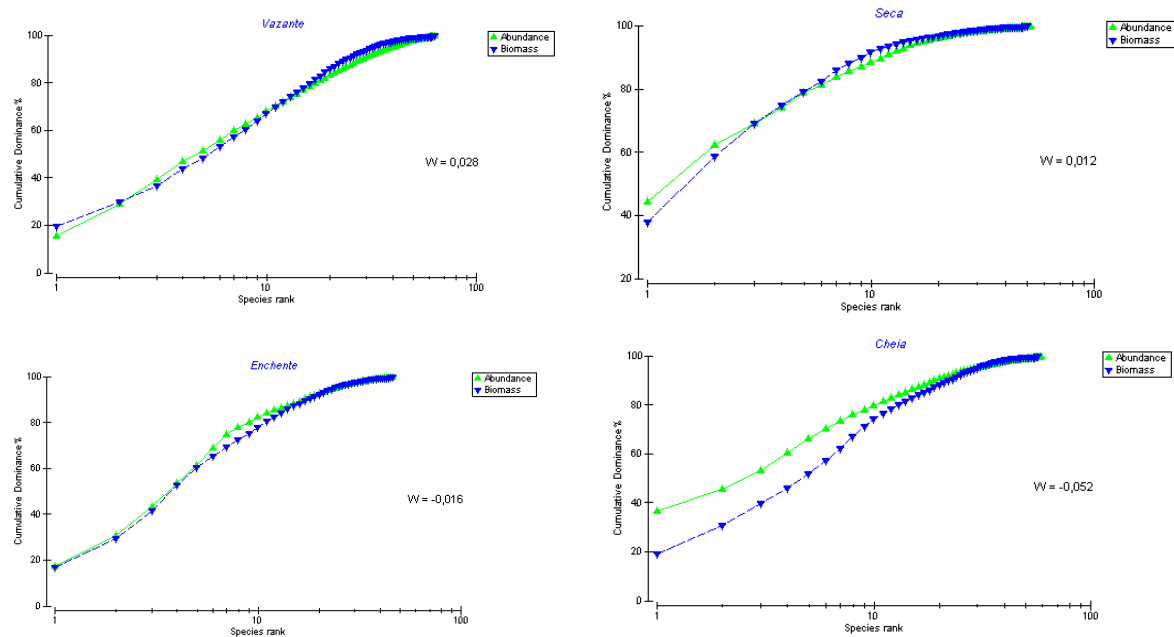 Vazante
Cumulative Dominance %
100
80
60
40
20
0
1
10
100
Species rank
Abundance
Biomass
W = 0,028
Seca
Cumulative Dominance %
100
80
60
40
20
1
10
100
Species rank
Abundance
Biomass
W = 0,012
Enchente
Cumulative Dominance %
100
80
60
40
20
0
1
10
100
Species rank
Abundance
Biomass
W = -0,016
Cheia
Cumulative Dominance %
100
80
60
40
20
0
1
10
100
Species rank
Abundance
Biomass
W = -0,052